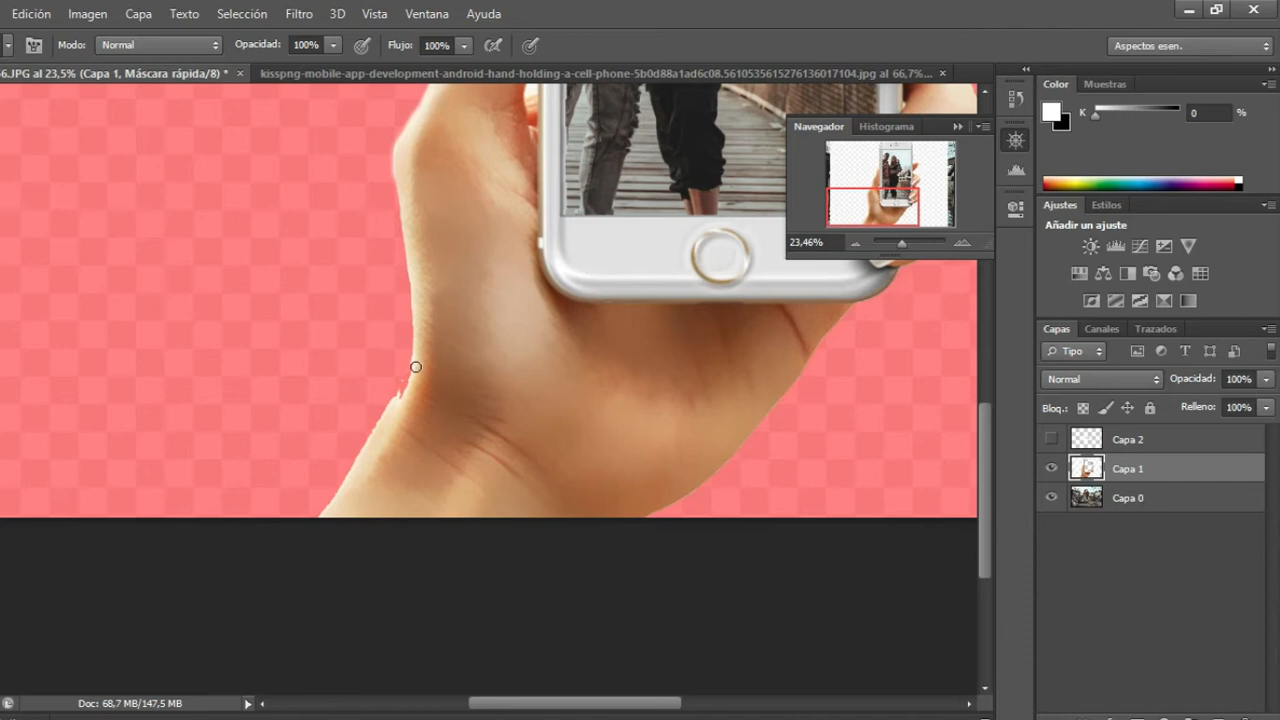 Edición Imagen Capa Texto Selección Filtro 3D Vista Ventana Ayuda
Modo: Normal Opacidad: 100% Flujo: 100% Aspectos esen.
6.JPG al 23,5% (Capa 1, Máscara rápida/8) * × kisspng-mobile-app-development-android-hand-holding-a-cell-phone-5b0d88a1ad6c08.5610535615276136017104.jpg al 66,7%... ×
Color Muestras
K 0 %
Navegador Histograma
23,46%
Ajustes Estilos
Añadir un ajuste
Capas Canales Trazados
Tipo
Normal Opacidad: 100%
Bloq.: Relleno: 100%
Capa 2
Capa 1
Capa 0
Doc: 68,7 MB/147,5 MB